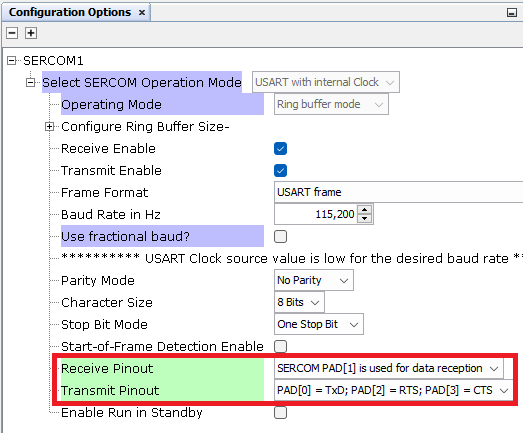 Configuration Options ×
SERCOM1
Select SERCOM Operation Mode USART with internal Clock
Operating Mode Ring buffer mode
Configure Ring Buffer Size-
Receive Enable
Transmit Enable
Frame Format USART frame
Baud Rate in Hz 115,200
Use fractional baud?
********** USART Clock source value is low for the desired baud rate **
Parity Mode No Parity
Character Size 8 Bits
Stop Bit Mode One Stop Bit
Start-of-Frame Detection Enable
Receive Pinout SERCOM PAD[1] is used for data reception
Transmit Pinout PAD[0] = TxD; PAD[2] = RTS; PAD[3] = CTS
Enable Run in Standby